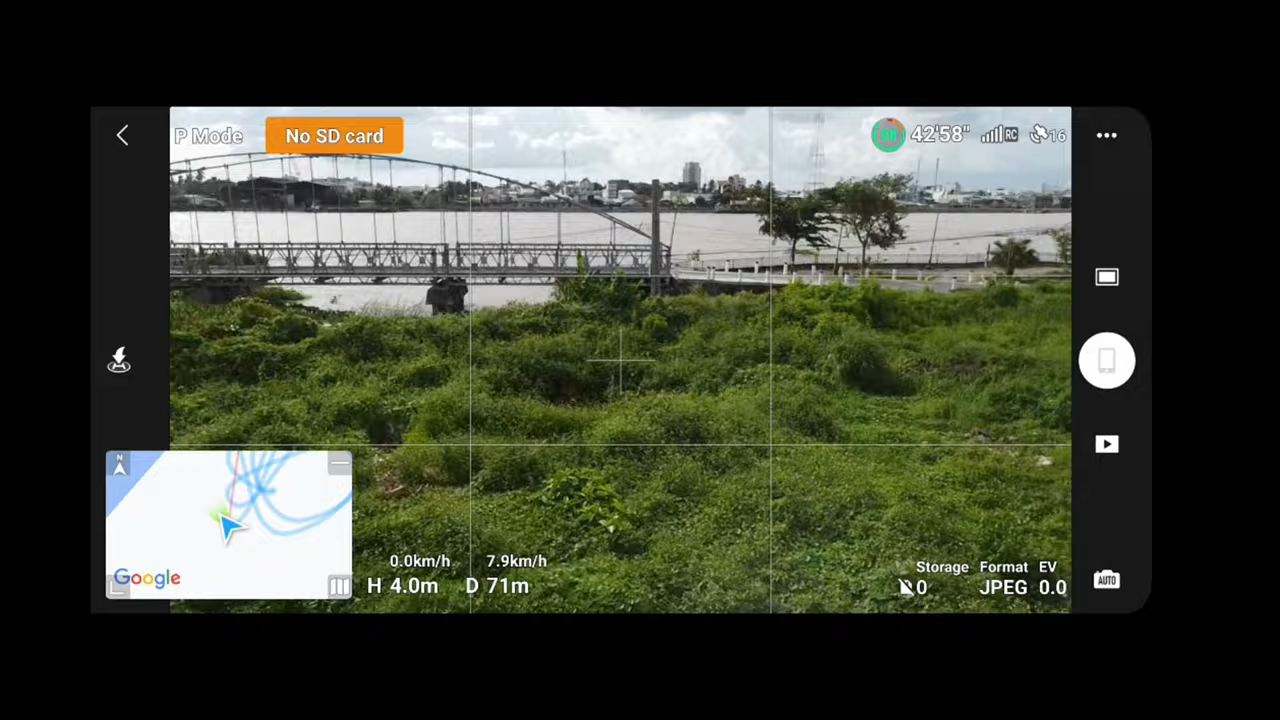 P Mode
No SD card
42'58"
RC
16
N
Google
0.0km/h
7.9km/h
H 4.0m
D 71m
Storage
Format
EV
0
JPEG
0.0
AUTO